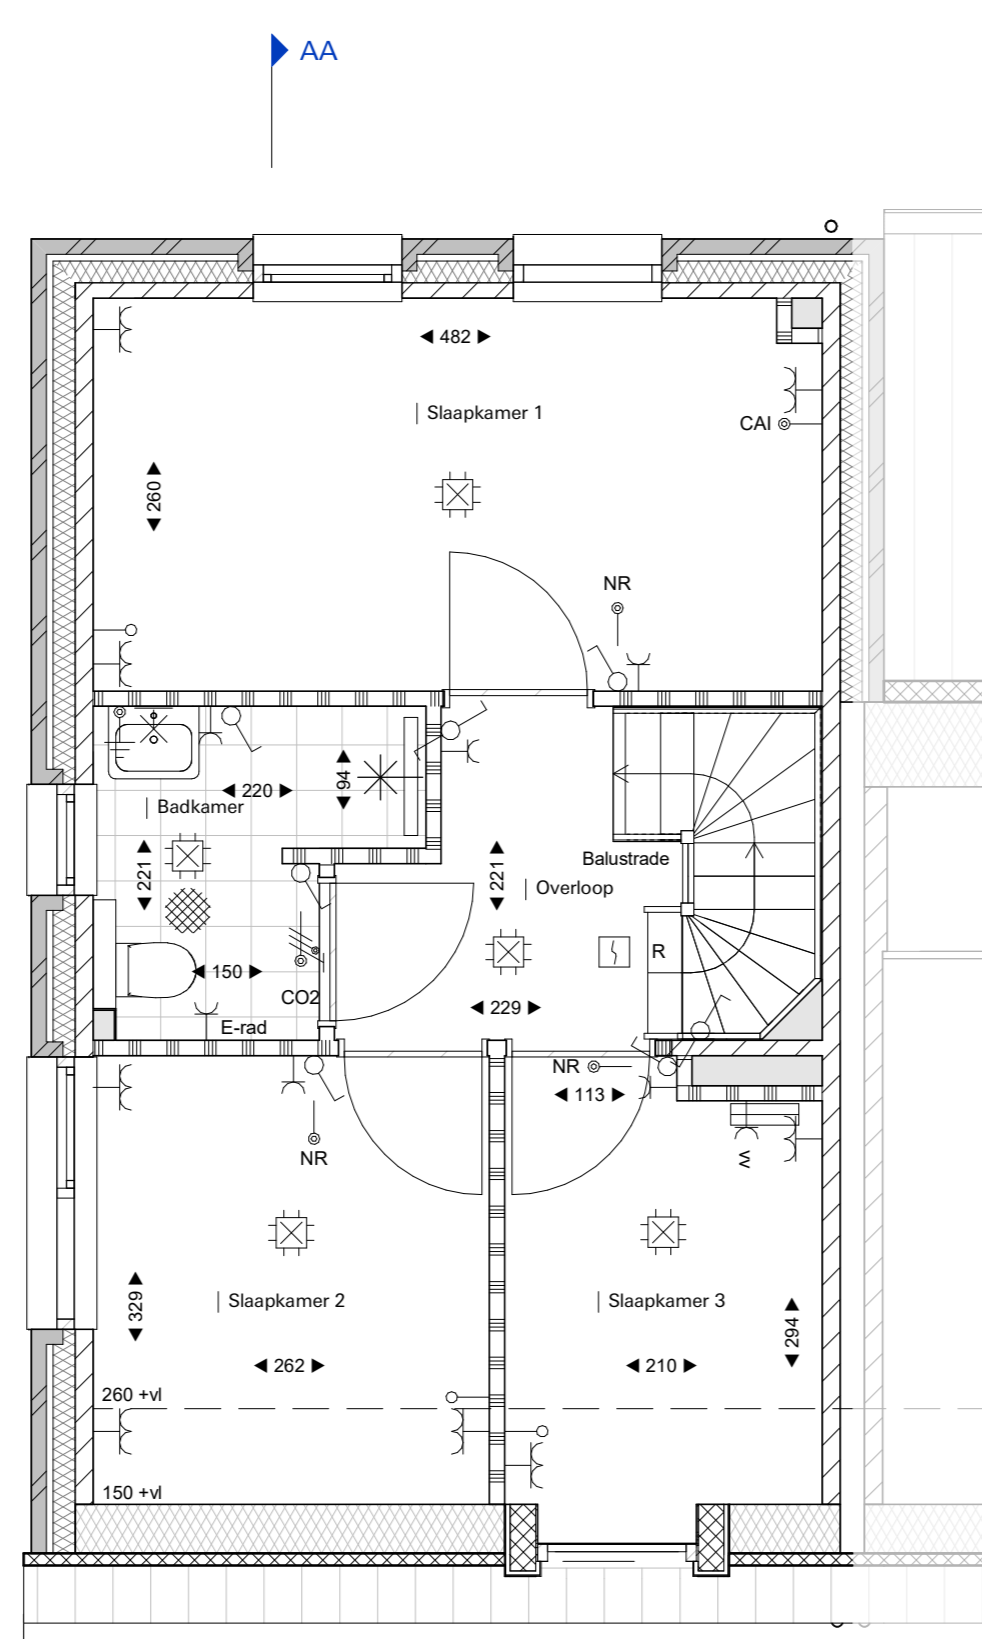 AA
482
Slaapkamer 1
CAI
260
NR
220
94
Badkamer
221
221
Balustrade
Overloop
R
150
CO2
229
E-rad
NR
113
NR
W
Slaapkamer 2
Slaapkamer 3
329
294
262
210
260 +vl
150 +vl